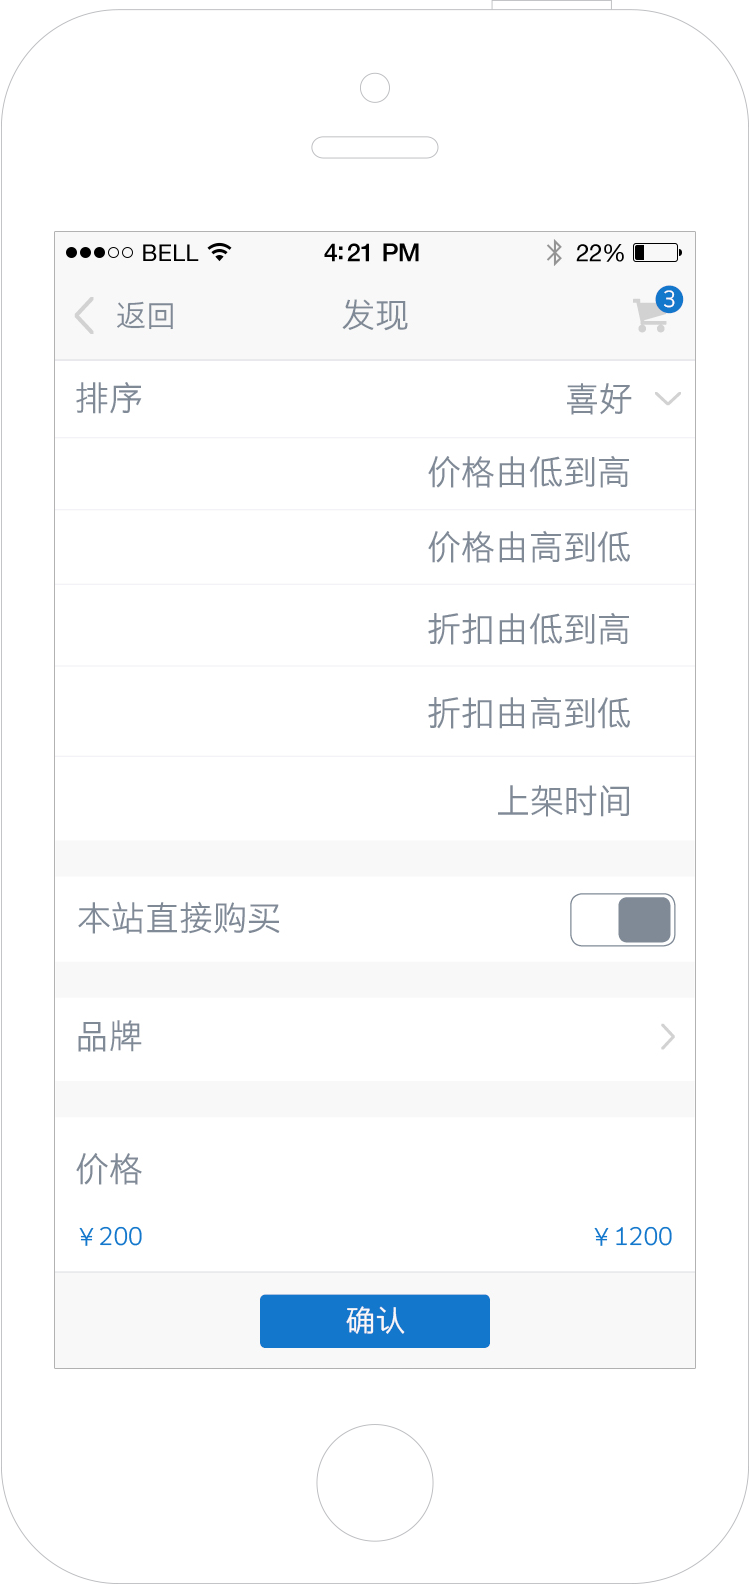 BELL 4:21 PM 22%
返回 发现 3
排序 喜好
价格由低到高
价格由高到低
折扣由低到高
折扣由高到低
上架时间
本站直接购买
品牌
价格
￥200 ￥1200
确认